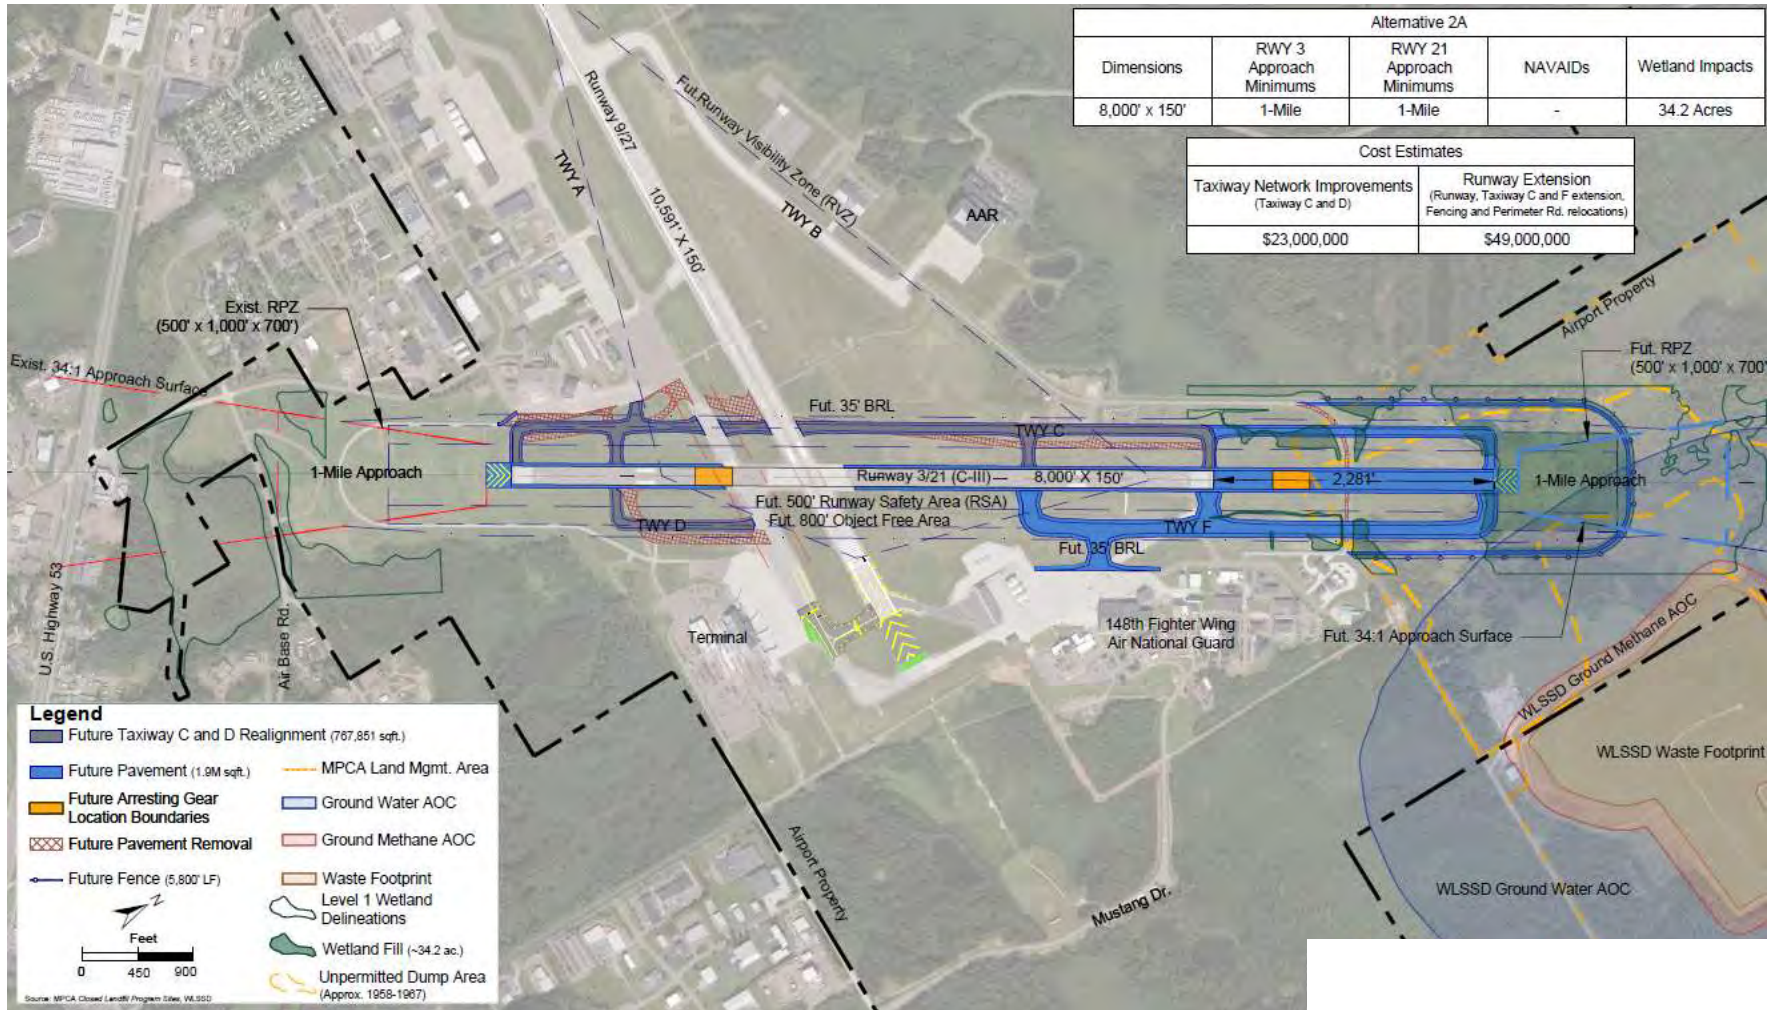 Alternative 2A
Dimensions
RWY 3
Approach
Minimums
RWY 21
Approach
Minimums
NAVAIDs
Wetland Impacts
8,000' x 150'
1-Mile
1-Mile
-
34.2 Acres
Cost Estimates
Taxiway Network Improvements
(Taxiway C and D)
Runway Extension
(Runway, Taxiway C and F extension,
Fencing and Perimeter Rd. relocations)
$23,000,000
$49,000,000
Runway 9/27
10,591' X 150'
TWY A
Fut.Runway Visibility Zone (RVZ)
TWY B
AAR
Airport Property
Exist. RPZ
(500' x 1,000' x 700')
Exist. 34:1 Approach Surface
Fut. RPZ
(500' x 1,000' x 700'
Fut. 35' BRL
TWY C
1-Mile Approach
Runway 3/21 (C-III)
8,000' X 150'
2,281'
1-Mile Approach
Fut. 500' Runway Safety Area (RSA)
Fut. 800' Object Free Area
TWY D
TWY F
Fut. 35' BRL
U.S. Highway 53
Air Base Rd.
Terminal
148th Fighter Wing
Air National Guard
Fut. 34:1 Approach Surface
WLSSD Ground Methane AOC
WLSSD Waste Footprint
WLSSD Ground Water AOC
Airport Property
Mustang Dr.
Legend
Future Taxiway C and D Realignment (767,851 sqft.)
Future Pavement (1.9M sqft.)
Future Arresting Gear
Location Boundaries
Future Pavement Removal
Future Fence (5,800' LF)
MPCA Land Mgmt. Area
Ground Water AOC
Ground Methane AOC
Waste Footprint
Level 1 Wetland
Delineations
Wetland Fill (~34.2 ac.)
Unpermitted Dump Area
(Approx. 1958-1967)
Z
Feet
0 450 900
Source: MPCA Closed Landfill Program Sites, WLSSD